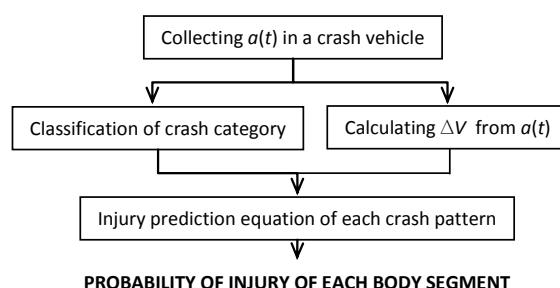 Collecting a(t) in a crash vehicle
Classification of crash category
Calculating ΔV from a(t)
Injury prediction equation of each crash pattern
PROBABILITY OF INJURY OF EACH BODY SEGMENT